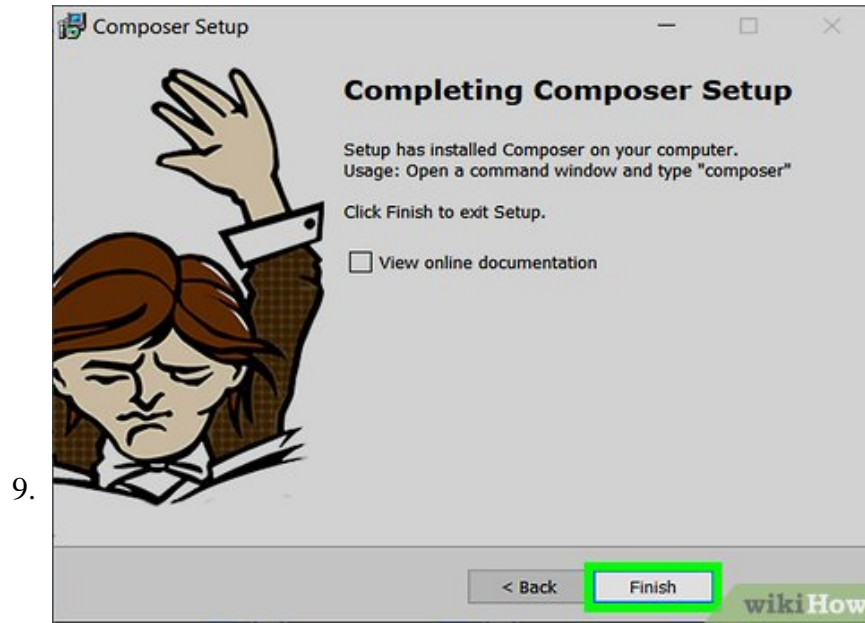 Composer Setup
Completing Composer Setup
Setup has installed Composer on your computer.
Usage: Open a command window and type "composer"
Click Finish to exit Setup.
View online documentation
9.
< Back
Finish
wikiHow